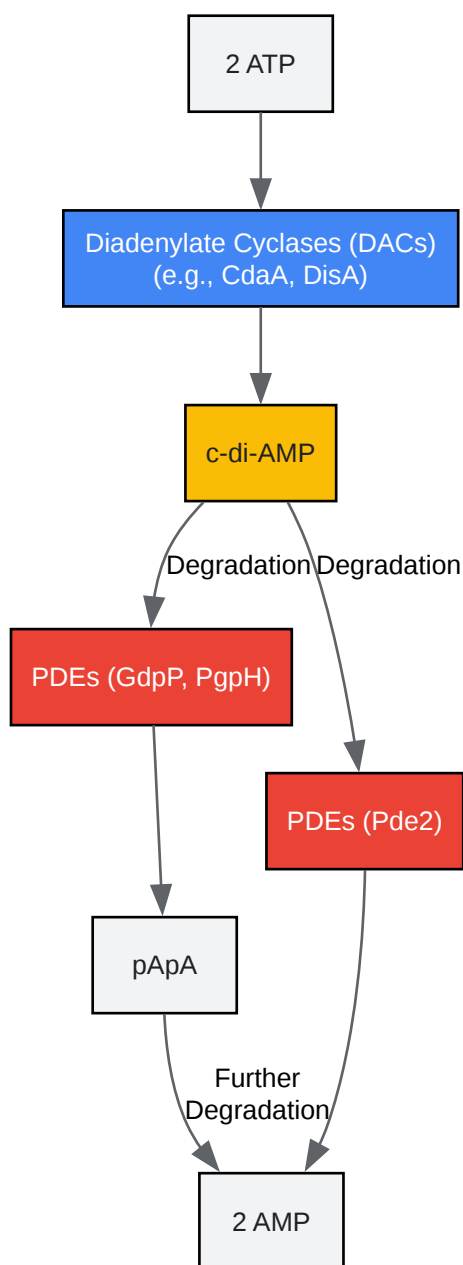 2 ATP
Diadenylate Cyclases (DACs)
(e.g., CdaA, DisA)
c-di-AMP
Degradation
Degradation
PDEs (GdpP, PgpH)
PDEs (Pde2)
pApA
Further
Degradation
2 AMP